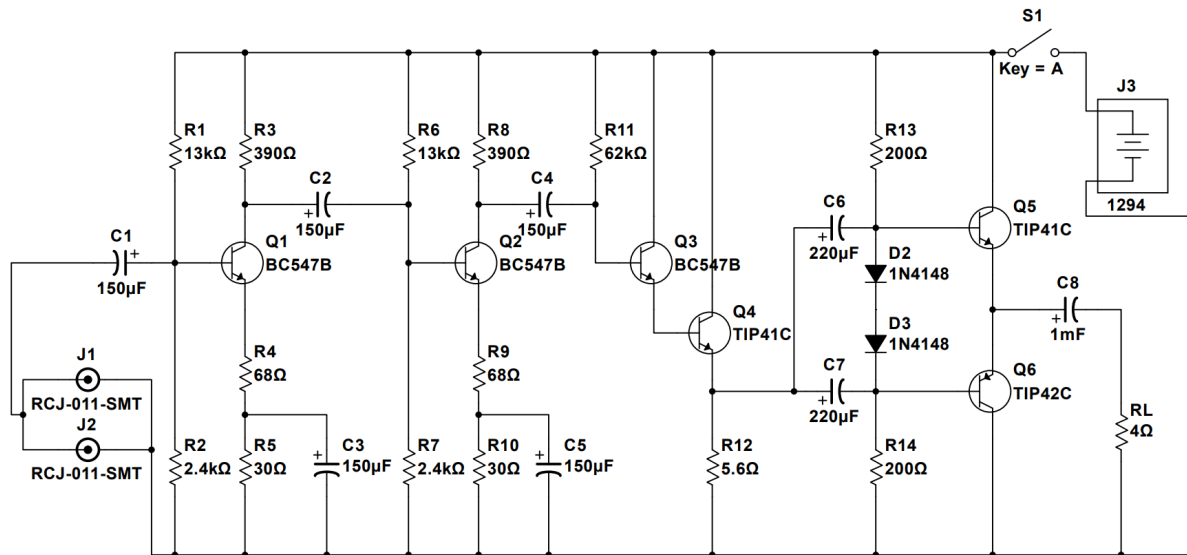 S1
Key = A
J3
1294
R1
13kΩ
R3
390Ω
R6
13kΩ
R8
390Ω
R11
62kΩ
R13
200Ω
C2
+
150µF
C4
+
150µF
C1
+
150µF
Q1
BC547B
Q2
BC547B
Q3
BC547B
Q4
TIP41C
C6
+
220µF
D2
1N4148
D3
1N4148
C7
+
220µF
Q5
TIP41C
Q6
TIP42C
C8
+
1mF
RL
4Ω
R4
68Ω
R9
68Ω
J1
RCJ-011-SMT
J2
RCJ-011-SMT
R2
2.4kΩ
R5
30Ω
C3
+
150µF
R7
2.4kΩ
R10
30Ω
C5
+
150µF
R12
5.6Ω
R14
200Ω